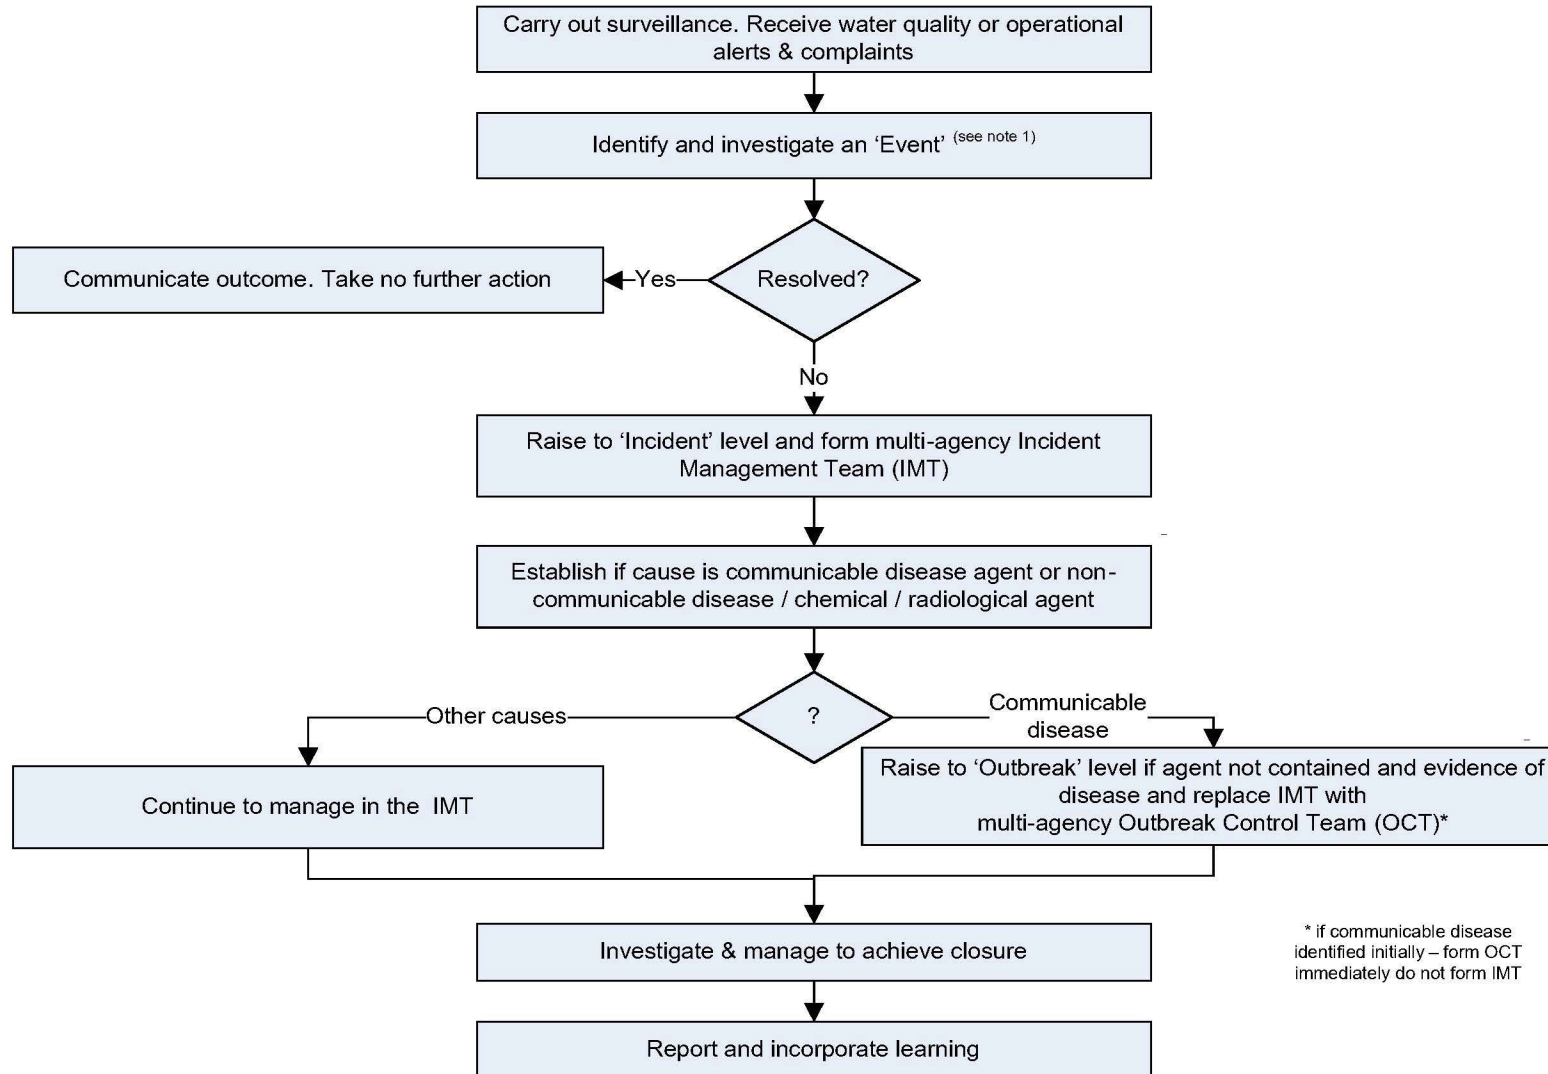 Carry out surveillance. Receive water quality or operational
alerts & complaints
Identify and investigate an ‘Event’ (see note 1)
Resolved?
Yes
Communicate outcome. Take no further action
No
Raise to ‘Incident’ level and form multi-agency Incident
Management Team (IMT)
Establish if cause is communicable disease agent or non-
communicable disease / chemical / radiological agent
?
Other causes
Communicable
disease
Continue to manage in the IMT
Raise to ‘Outbreak’ level if agent not contained and evidence of
disease and replace IMT with
multi-agency Outbreak Control Team (OCT)*
Investigate & manage to achieve closure
* if communicable disease
identified initially – form OCT
immediately do not form IMT
Report and incorporate learning